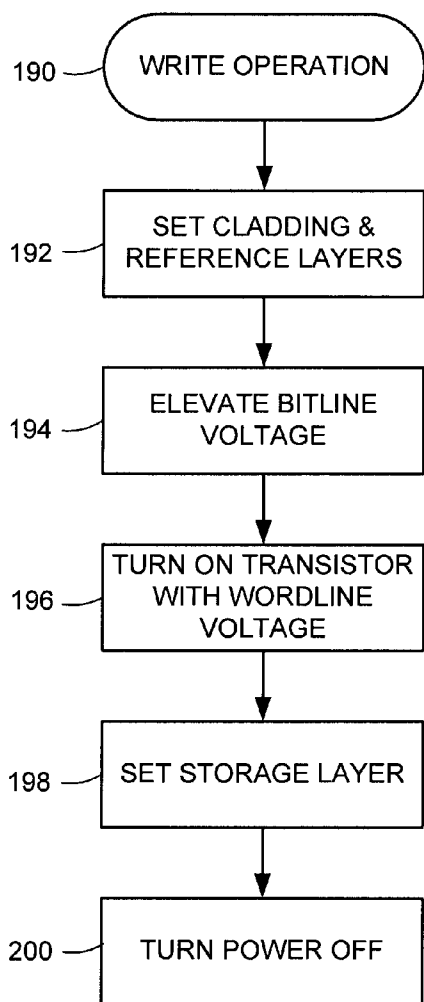 190
WRITE OPERATION
192
SET CLADDING &
REFERENCE LAYERS
194
ELEVATE BITLINE
VOLTAGE
196
TURN ON TRANSISTOR
WITH WORDLINE
VOLTAGE
198
SET STORAGE LAYER
200
TURN POWER OFF